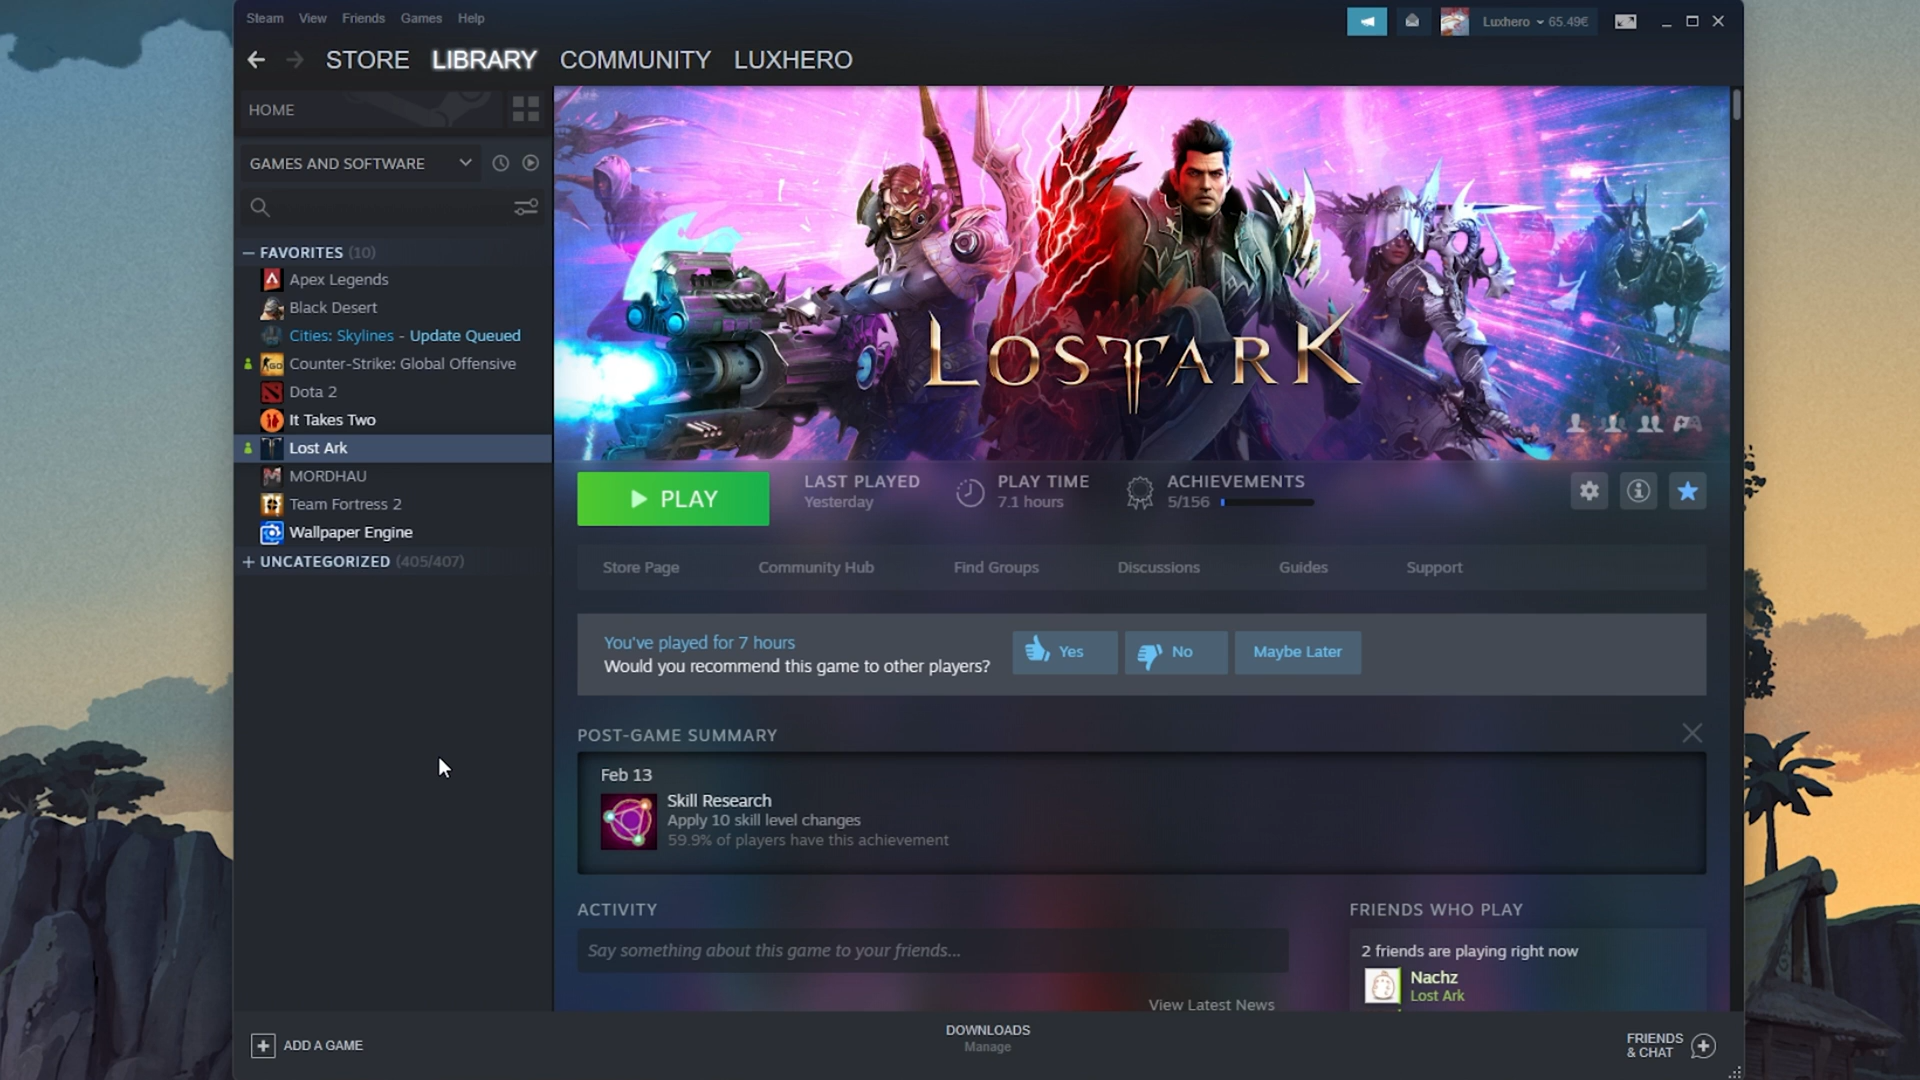 Steam View Friends Games Help
Luxhero 65.49€
STORE LIBRARY COMMUNITY LUXHERO
HOME
GAMES AND SOFTWARE
— FAVORITES (10)
Apex Legends
Black Desert
Cities: Skylines - Update Queued
Counter-Strike: Global Offensive
Dota 2
It Takes Two
Lost Ark
MORDHAU
Team Fortress 2
Wallpaper Engine
+ UNCATEGORIZED (405/407)
LOST ARK
PLAY
LAST PLAYED
Yesterday
PLAY TIME
7.1 hours
ACHIEVEMENTS
5/156
Store Page Community Hub Find Groups Discussions Guides Support
You've played for 7 hours
Would you recommend this game to other players?
Yes No Maybe Later
POST-GAME SUMMARY
Feb 13
Skill Research
Apply 10 skill level changes
59.9% of players have this achievement
ACTIVITY
Say something about this game to your friends...
View Latest News
FRIENDS WHO PLAY
2 friends are playing right now
Nachz
Lost Ark
ADD A GAME
DOWNLOADS
Manage
FRIENDS
& CHAT